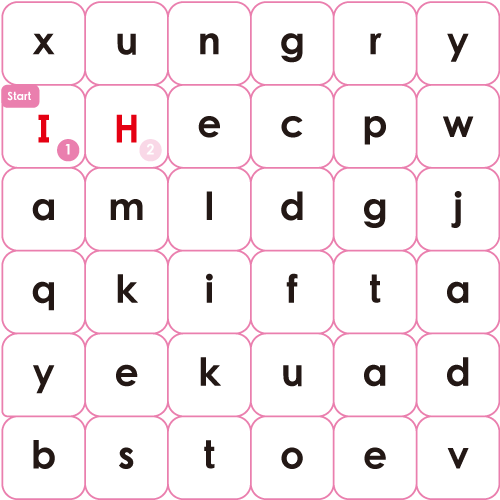 x u n g r y
Start
I 1 H 2 e c p w
a m l d g j
q k i f t a
y e k u a d
b s t o e v